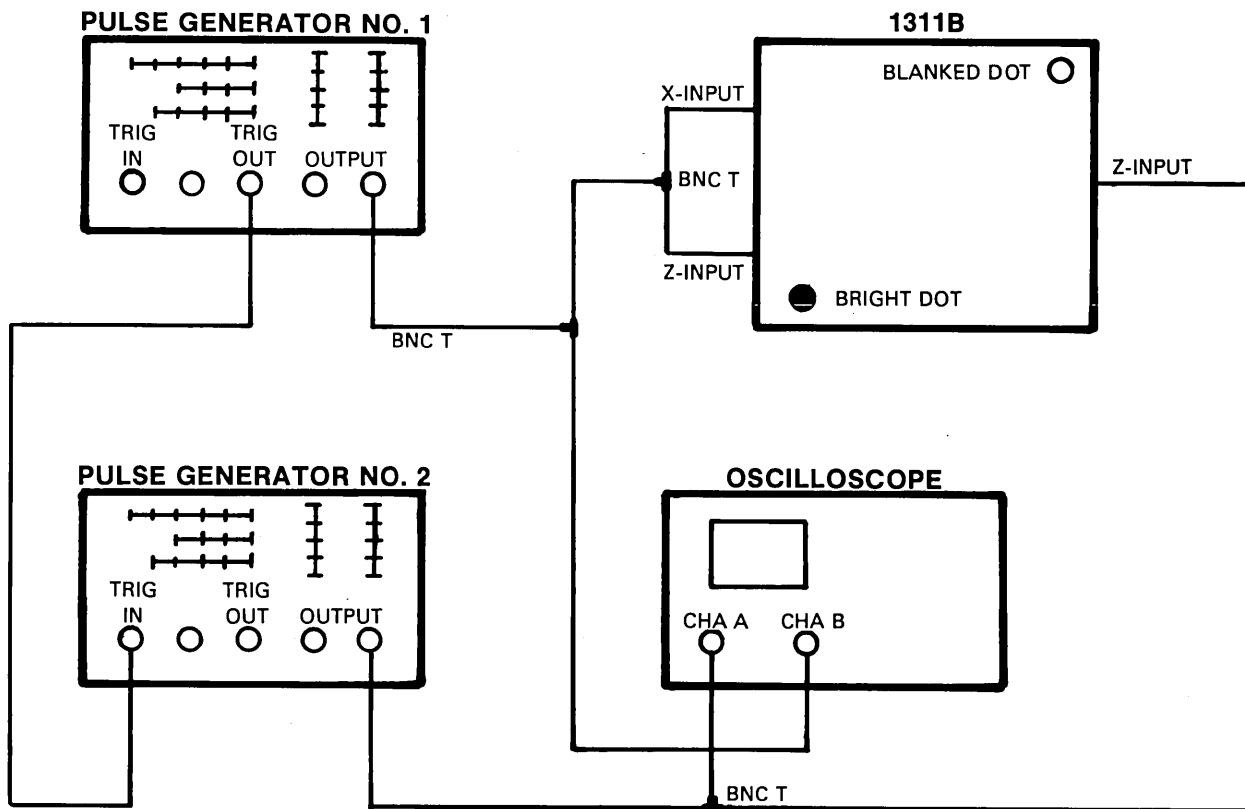 PULSE GENERATOR NO. 1
TRIG IN
TRIG OUT
OUTPUT
BNC T
1311B
BLANKED DOT
X-INPUT
BNC T
Z-INPUT
Z-INPUT
BRIGHT DOT
PULSE GENERATOR NO. 2
TRIG IN
TRIG OUT
OUTPUT
OSCILLOSCOPE
CHA A
CHA B
BNC T